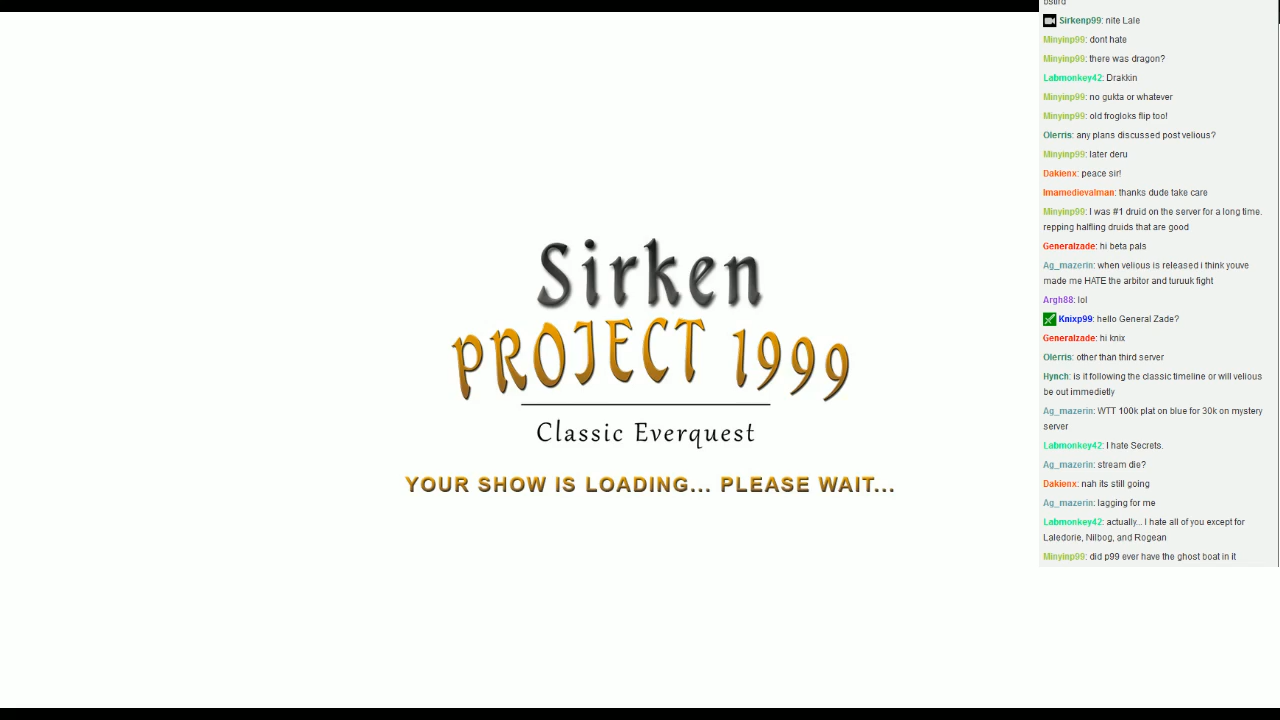 Sirkenp99: nite Lale
Minyinp99: dont hate
Minyinp99: there was dragon?
Labmonkey42: Drakkin
Minyinp99: no gukta or whatever
Minyinp99: old frogloks flip too!
Olerris: any plans discussed post velious?
Minyinp99: later deru
Dakienx: peace sir!
Imamedievalman: thanks dude take care
Minyinp99: I was #1 druid on the server for a long time.
repping halfling druids that are good
Generalzade: hi beta pals
Ag_mazerin: when velious is released i think youve
made me HATE the arbitor and turuuk fight
Argh88: lol
Knixp99: hello General Zade?
Generalzade: hi knix
Olerris: other than third server
Hynch: is it following the classic timeline or will velious
be out immedietly
Ag_mazerin: WTT 100k plat on blue for 30k on mystery
server
Labmonkey42: I hate Secrets.
Ag_mazerin: stream die?
Dakienx: nah its still going
Ag_mazerin: lagging for me
Labmonkey42: actually... I hate all of you except for
Laledorie, Nilbog, and Rogean
Minyinp99: did p99 ever have the ghost boat in it
Sirken
PROJECT 1999
Classic Everquest
YOUR SHOW IS LOADING... PLEASE WAIT...